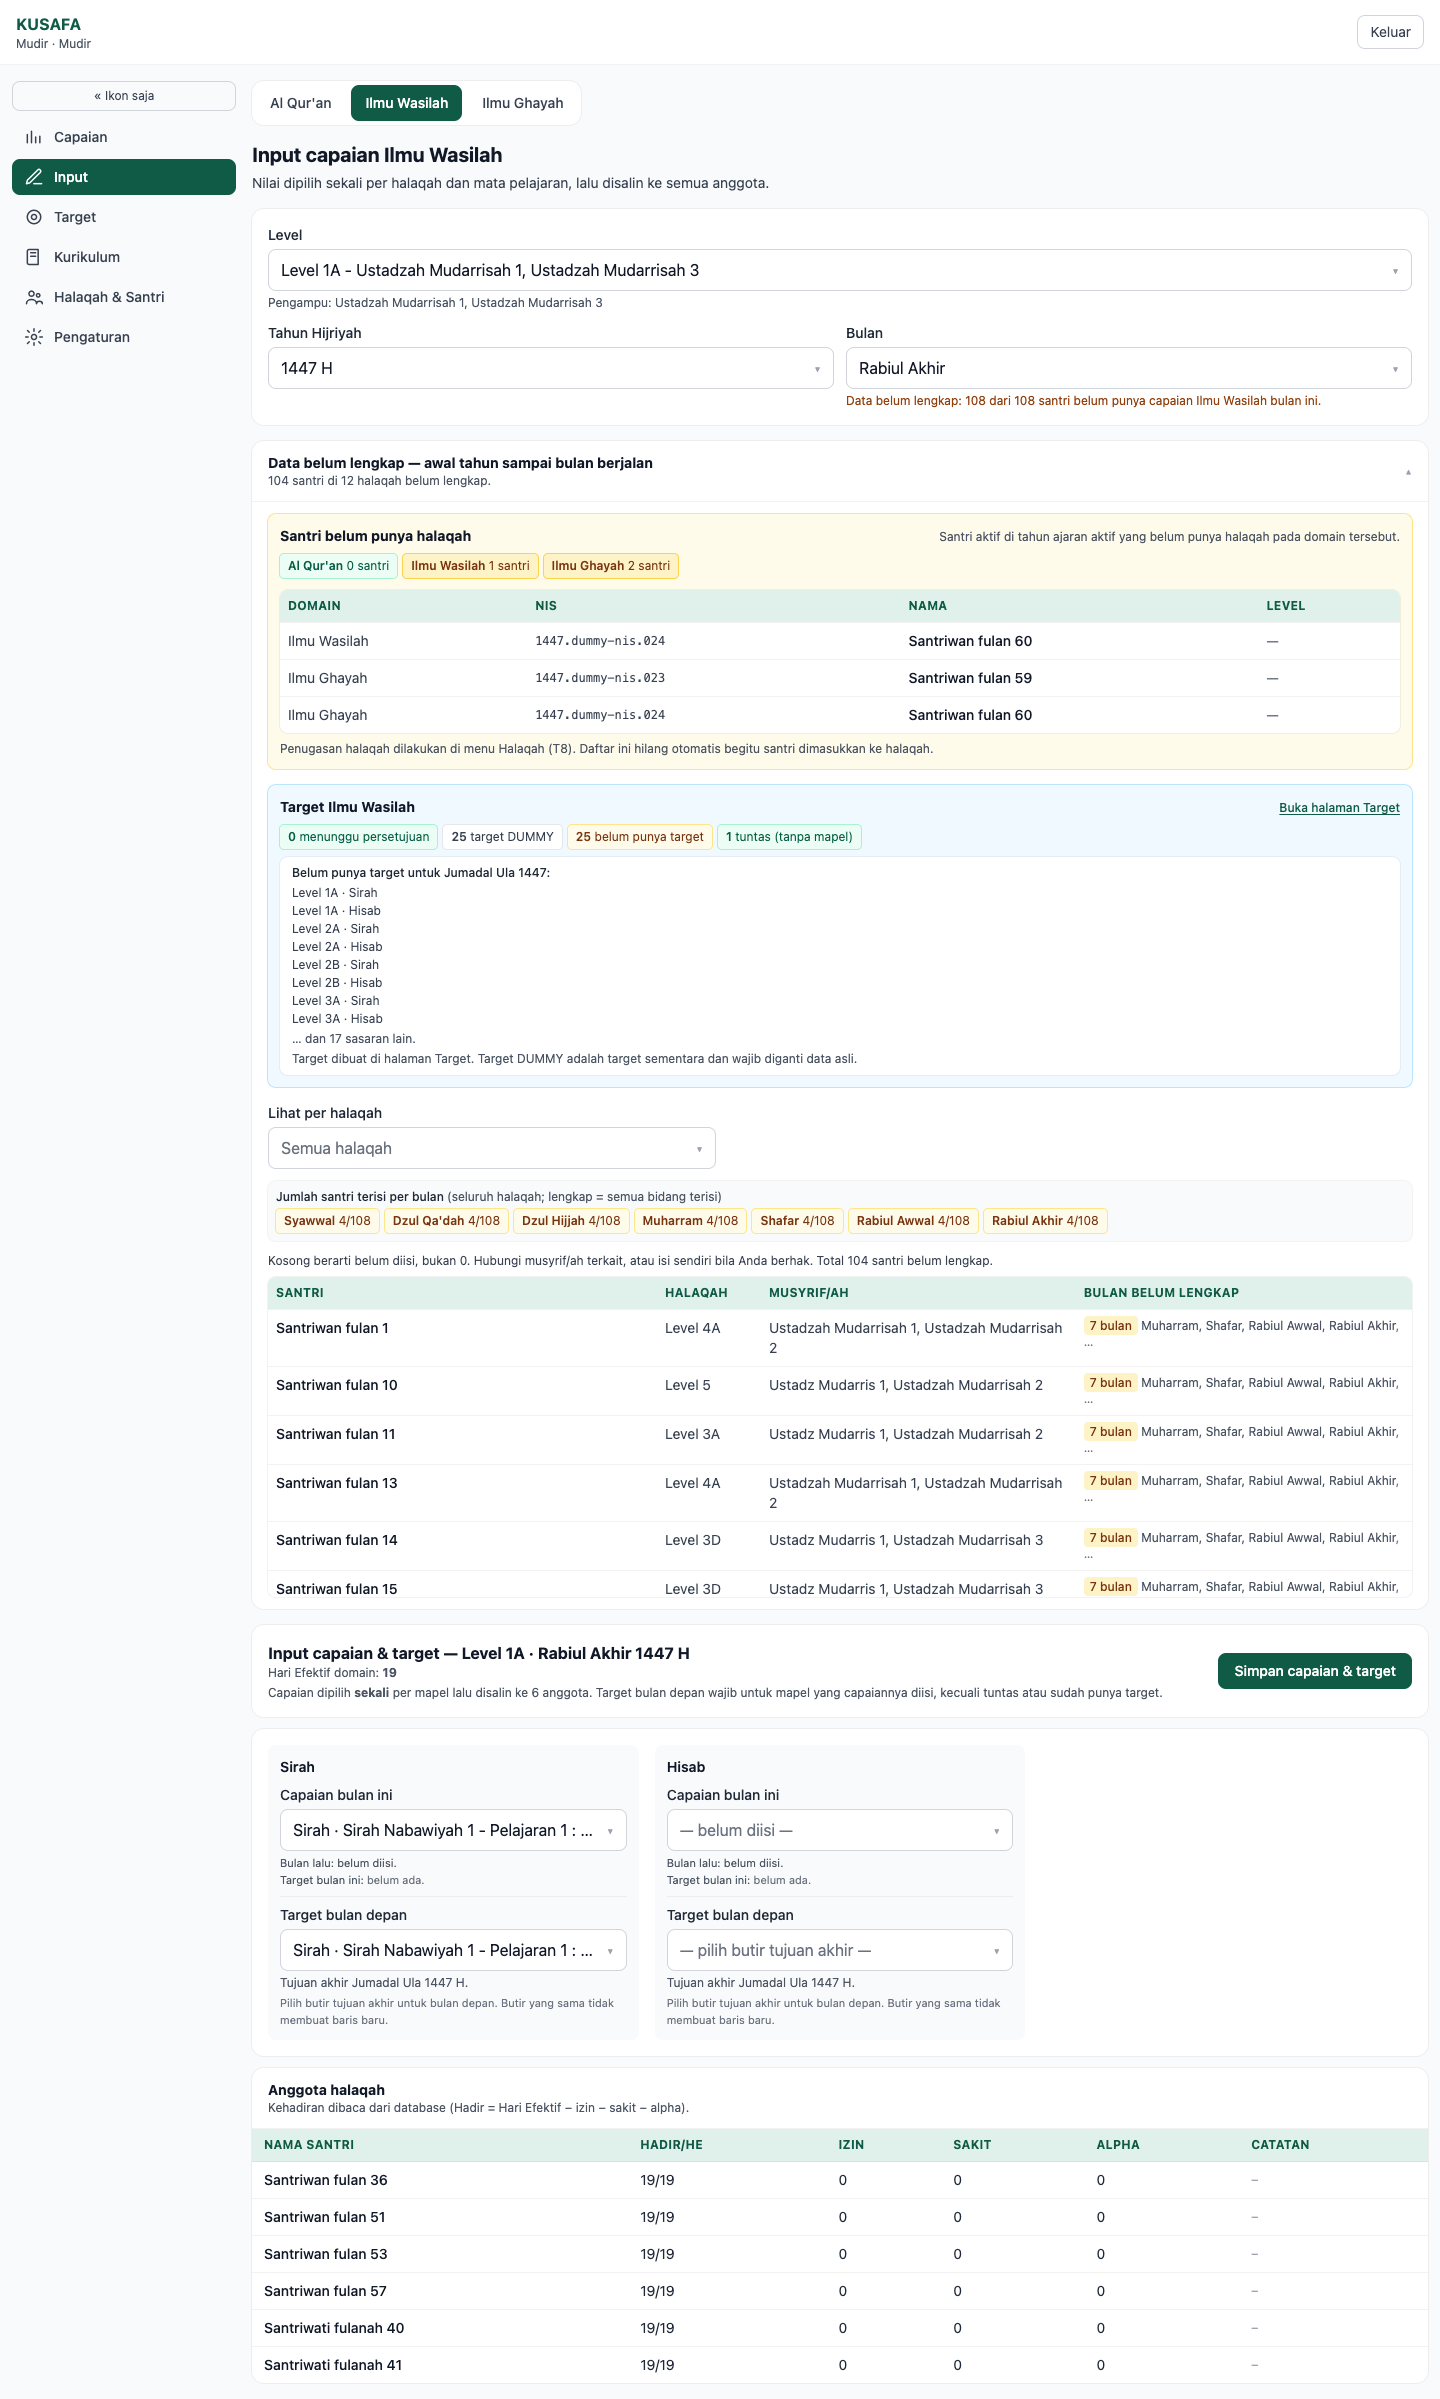 KUSAFA
Mudir · Mudir
Keluar
« Ikon saja
Capaian
Input
Target
Kurikulum
Halaqah & Santri
Pengaturan
Al Qur'an
Ilmu Wasilah
Ilmu Ghayah
Input capaian Ilmu Wasilah
Nilai dipilih sekali per halaqah dan mata pelajaran, lalu disalin ke semua anggota.
Level
Level 1A - Ustadzah Mudarrisah 1, Ustadzah Mudarrisah 3
Pengampu: Ustadzah Mudarrisah 1, Ustadzah Mudarrisah 3
Tahun Hijriyah
1447 H
Bulan
Rabiul Akhir
Data belum lengkap: 108 dari 108 santri belum punya capaian Ilmu Wasilah bulan ini.
Data belum lengkap — awal tahun sampai bulan berjalan
104 santri di 12 halaqah belum lengkap.
Santri belum punya halaqah
Santri aktif di tahun ajaran aktif yang belum punya halaqah pada domain tersebut.
Al Qur'an 0 santri
Ilmu Wasilah 1 santri
Ilmu Ghayah 2 santri
DOMAIN NIS NAMA LEVEL
Ilmu Wasilah 1447.dummy-nis.024 Santriwan fulan 60 —
Ilmu Ghayah 1447.dummy-nis.023 Santriwan fulan 59 —
Ilmu Ghayah 1447.dummy-nis.024 Santriwan fulan 60 —
Penugasan halaqah dilakukan di menu Halaqah (T8). Daftar ini hilang otomatis begitu santri dimasukkan ke halaqah.
Target Ilmu Wasilah
Buka halaman Target
0 menunggu persetujuan
25 target DUMMY
25 belum punya target
1 tuntas (tanpa mapel)
Belum punya target untuk Jumadal Ula 1447:
Level 1A · Sirah
Level 1A · Hisab
Level 2A · Sirah
Level 2A · Hisab
Level 2B · Sirah
Level 2B · Hisab
Level 3A · Sirah
Level 3A · Hisab
... dan 17 sasaran lain.
Target dibuat di halaman Target. Target DUMMY adalah target sementara dan wajib diganti data asli.
Lihat per halaqah
Semua halaqah
Jumlah santri terisi per bulan (seluruh halaqah; lengkap = semua bidang terisi)
Syawwal 4/108
Dzul Qa'dah 4/108
Dzul Hijjah 4/108
Muharram 4/108
Shafar 4/108
Rabiul Awwal 4/108
Rabiul Akhir 4/108
Kosong berarti belum diisi, bukan 0. Hubungi musyrif/ah terkait, atau isi sendiri bila Anda berhak. Total 104 santri belum lengkap.
SANTRI HALAQAH MUSYRIF/AH BULAN BELUM LENGKAP
Santriwan fulan 1 Level 4A Ustadzah Mudarrisah 1, Ustadzah Mudarrisah 7 bulan Muharram, Shafar, Rabiul Awwal, Rabiul Akhir,
2 ...
Santriwan fulan 10 Level 5 Ustadz Mudarris 1, Ustadzah Mudarrisah 2 7 bulan Muharram, Shafar, Rabiul Awwal, Rabiul Akhir,
...
Santriwan fulan 11 Level 3A Ustadz Mudarris 1, Ustadzah Mudarrisah 2 7 bulan Muharram, Shafar, Rabiul Awwal, Rabiul Akhir,
...
Santriwan fulan 13 Level 4A Ustadzah Mudarrisah 1, Ustadzah Mudarrisah 7 bulan Muharram, Shafar, Rabiul Awwal, Rabiul Akhir,
2 ...
Santriwan fulan 14 Level 3D Ustadz Mudarris 1, Ustadzah Mudarrisah 3 7 bulan Muharram, Shafar, Rabiul Awwal, Rabiul Akhir,
...
Santriwan fulan 15 Level 3D Ustadz Mudarris 1, Ustadzah Mudarrisah 3 7 bulan Muharram, Shafar, Rabiul Awwal, Rabiul Akhir,
Input capaian & target — Level 1A · Rabiul Akhir 1447 H
Hari Efektif domain: 19
Capaian dipilih sekali per mapel lalu disalin ke 6 anggota. Target bulan depan wajib untuk mapel yang capaiannya diisi, kecuali tuntas atau sudah punya target.
Simpan capaian & target
Sirah
Capaian bulan ini
Sirah · Sirah Nabawiyah 1 - Pelajaran 1 : ...
Bulan lalu: belum diisi.
Target bulan ini: belum ada.
Target bulan depan
Sirah · Sirah Nabawiyah 1 - Pelajaran 1 : ...
Tujuan akhir Jumadal Ula 1447 H.
Pilih butir tujuan akhir untuk bulan depan. Butir yang sama tidak
membuat baris baru.
Hisab
Capaian bulan ini
— belum diisi —
Bulan lalu: belum diisi.
Target bulan ini: belum ada.
Target bulan depan
— pilih butir tujuan akhir —
Tujuan akhir Jumadal Ula 1447 H.
Pilih butir tujuan akhir untuk bulan depan. Butir yang sama tidak
membuat baris baru.
Anggota halaqah
Kehadiran dibaca dari database (Hadir = Hari Efektif − izin − sakit − alpha).
NAMA SANTRI HADIR/HE IZIN SAKIT ALPHA CATATAN
Santriwan fulan 36 19/19 0 0 0 –
Santriwan fulan 51 19/19 0 0 0 –
Santriwan fulan 53 19/19 0 0 0 –
Santriwan fulan 57 19/19 0 0 0 –
Santriwati fulanah 40 19/19 0 0 0 –
Santriwati fulanah 41 19/19 0 0 0 –